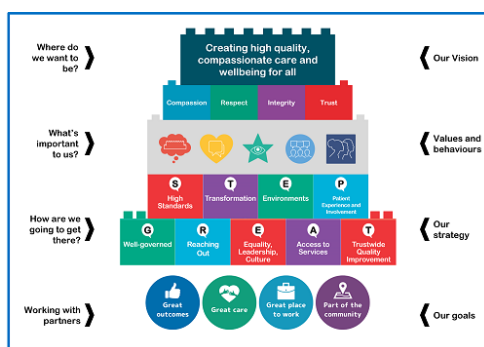 Where do
we want to
be?
Creating high quality,
compassionate care and
wellbeing for all
Our Vision
Compassion
Respect
Integrity
Trust
What's
important
to us?
Values and
behaviours
S
High
Standards
T
Transformation
E
Environments
P
Patient
Experience and
Involvement
How are we
going to get
there?
G
Well-governed
R
Reaching
Out
E
Equality,
Leadership,
Culture
A
Access to
Services
T
Trustwide
Quality
Improvement
Our
strategy
Working with
partners
Great
outcomes
Great care
Great place
to work
Part of the
community
Our goals